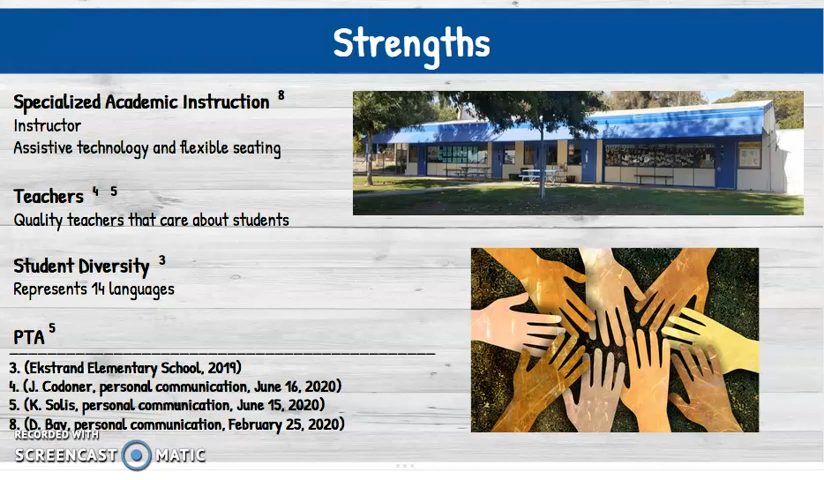 Strengths
Specialized Academic Instruction 8
Instructor
Assistive technology and flexible seating
Teachers 4 5
Quality teachers that care about students
Student Diversity 3
Represents 14 languages
PTA 5
3. (Ekstrand Elementary School, 2019)
4. (J. Codoner, personal communication, June 16, 2020)
5. (K. Solis, personal communication, June 15, 2020)
8. (D. Bay, personal communication, February 25, 2020)
RECORDED WITH
SCREENCAST MATIC